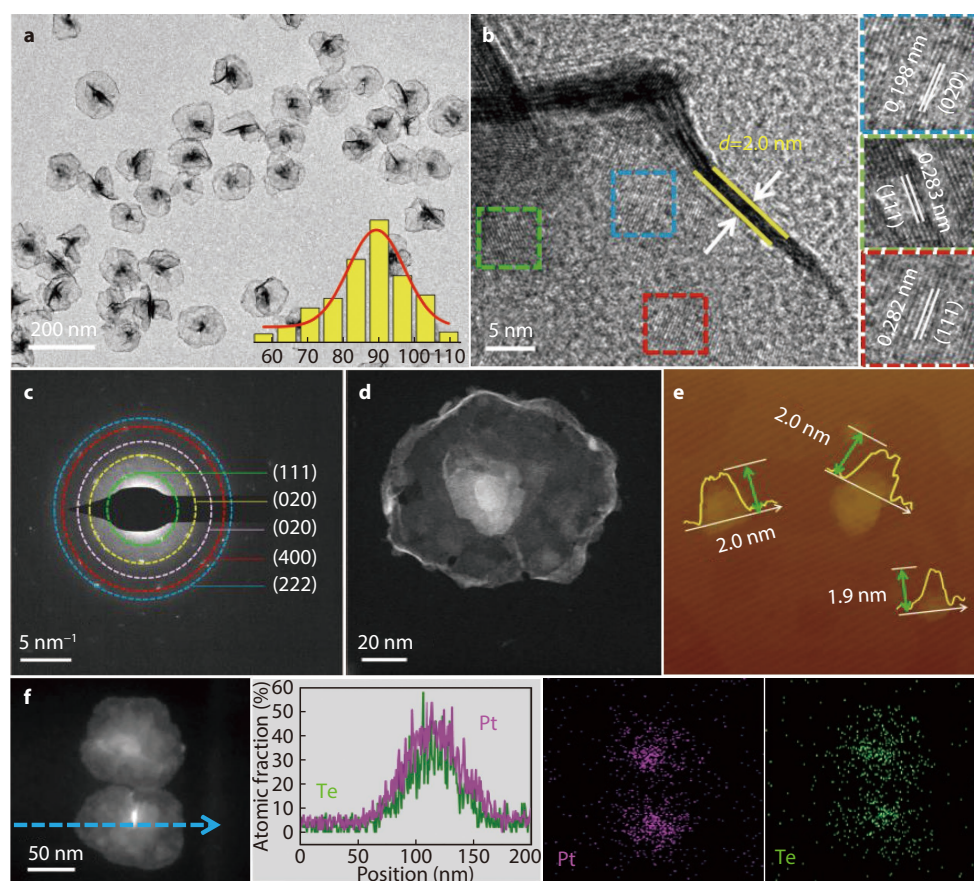 a
200 nm
60 70 80 90 100 110
b
d=2.0 nm
5 nm
0.198 nm
(020)
0.283 nm
(111)
0.282 nm
(111)
c
(111)
(020)
(020)
(400)
(222)
5 nm⁻¹
d
20 nm
e
2.0 nm
2.0 nm
1.9 nm
f
50 nm
Atomic fraction (%)
60
50
40
30
20
10
0
Pt
Te
0 50 100 150 200
Position (nm)
Pt
Te